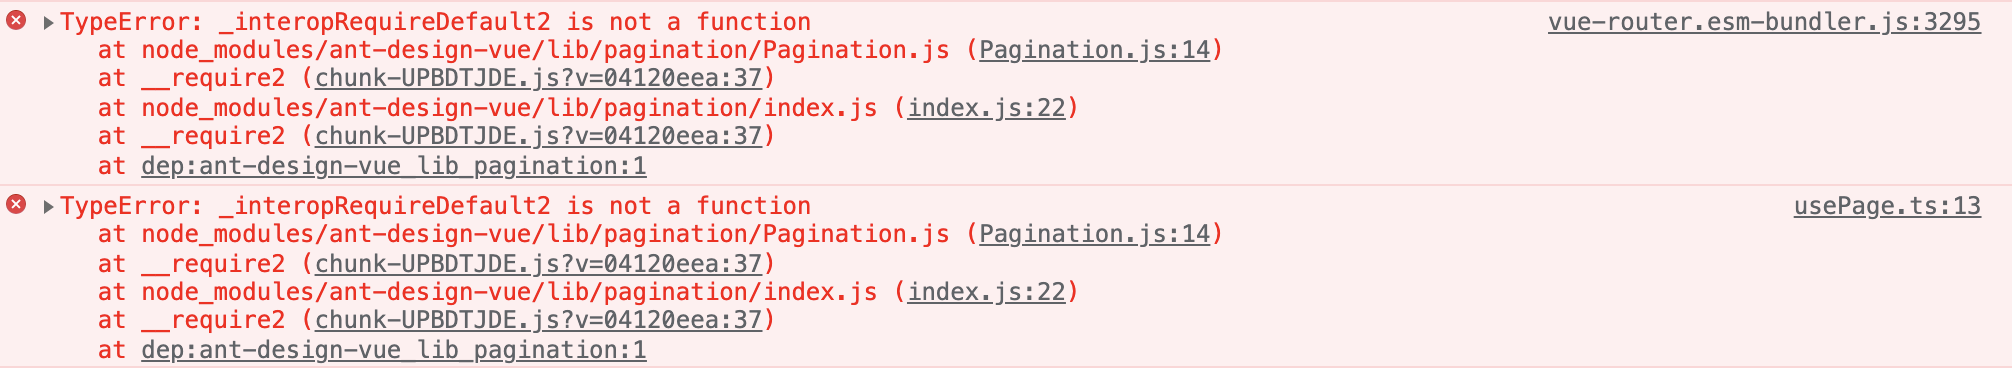 TypeError: _interopRequireDefault2 is not a function vue-router.esm-bundler.js:3295
at node_modules/ant-design-vue/lib/pagination/Pagination.js (Pagination.js:14)
at __require2 (chunk-UPBDTJDE.js?v=04120eea:37)
at node_modules/ant-design-vue/lib/pagination/index.js (index.js:22)
at __require2 (chunk-UPBDTJDE.js?v=04120eea:37)
at dep:ant-design-vue_lib_pagination:1
TypeError: _interopRequireDefault2 is not a function usePage.ts:13
at node_modules/ant-design-vue/lib/pagination/Pagination.js (Pagination.js:14)
at __require2 (chunk-UPBDTJDE.js?v=04120eea:37)
at node_modules/ant-design-vue/lib/pagination/index.js (index.js:22)
at __require2 (chunk-UPBDTJDE.js?v=04120eea:37)
at dep:ant-design-vue_lib_pagination:1